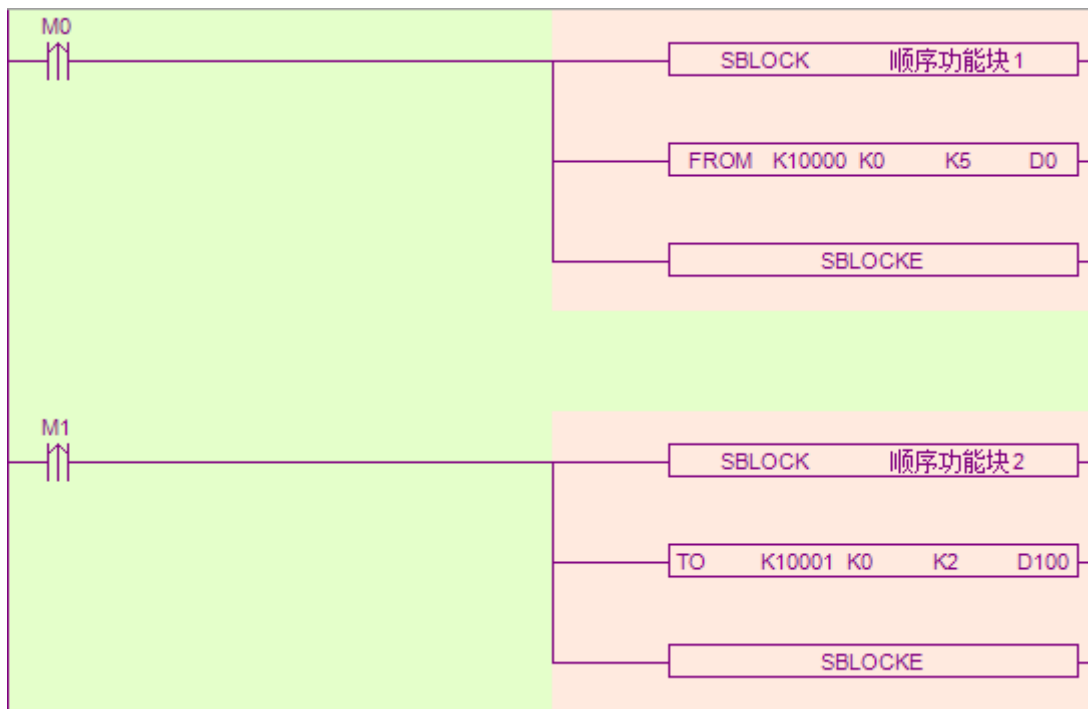 M0
SBLOCK 顺序功能块1
FROM K10000 K0 K5 D0
SBLOCKE
M1
SBLOCK 顺序功能块2
TO K10001 K0 K2 D100
SBLOCKE